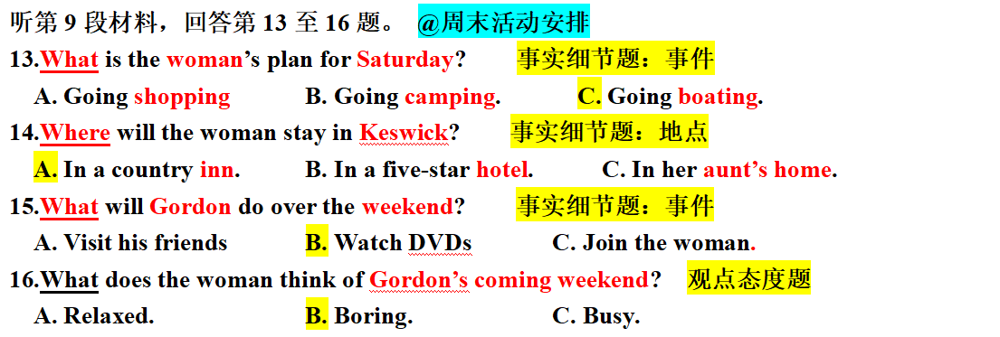 听第 9 段材料，回答第 13 至 16 题。 @周末活动安排
13.What is the woman’s plan for Saturday? 事实细节题：事件
A. Going shopping B. Going camping. C. Going boating.
14.Where will the woman stay in Keswick? 事实细节题：地点
A. In a country inn. B. In a five-star hotel. C. In her aunt’s home.
15.What will Gordon do over the weekend? 事实细节题：事件
A. Visit his friends B. Watch DVDs C. Join the woman.
16.What does the woman think of Gordon’s coming weekend? 观点态度题
A. Relaxed. B. Boring. C. Busy.